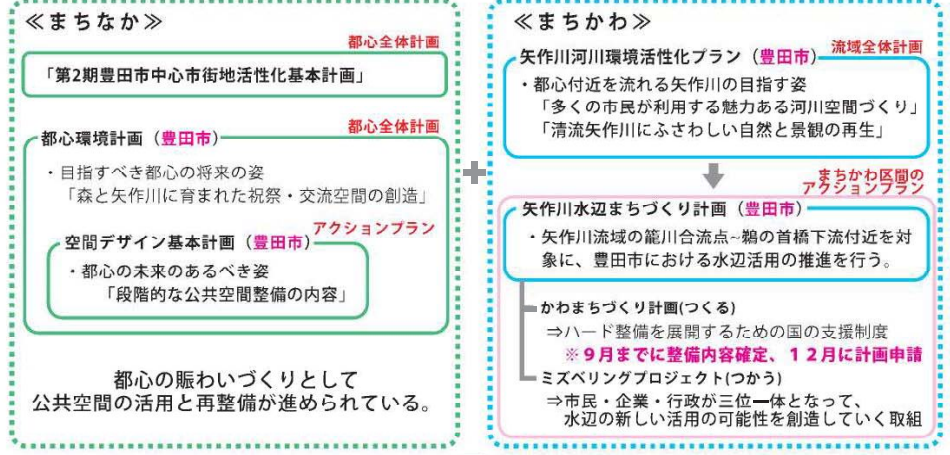 ≪まちなか≫
都心全体計画
「第2期豊田市中心市街地活性化基本計画」
都心全体計画
都心環境計画(豊田市)
・目指すべき都心の将来の姿
「森と矢作川に育まれた祝祭・交流空間の創造」
アクションプラン
空間デザイン基本計画(豊田市)
・都心の未来のあるべき姿
「段階的な公共空間整備の内容」
都心の賑わいづくりとして
公共空間の活用と再整備が進められている。
+
≪まちかわ≫
流域全体計画
矢作川河川環境活性化プラン(豊田市)
・都心付近を流れる矢作川の目指す姿
「多くの市民が利用する魅力ある河川空間づくり」
「清流矢作川にふさわしい自然と景観の再生」
まちかわ区間の
アクションプラン
矢作川水辺まちづくり計画(豊田市)
・矢作川流域の籠川合流点~鵜の首橋下流付近を対
象に、豊田市における水辺活用の推進を行う。
かわまちづくり計画(つくる)
⇒ハード整備を展開するための国の支援制度
※9月までに整備内容確定、12月に計画申請
ミズベリングプロジェクト(つかう)
⇒市民・企業・行政が三位一体となって、
水辺の新しい活用の可能性を創造していく取組